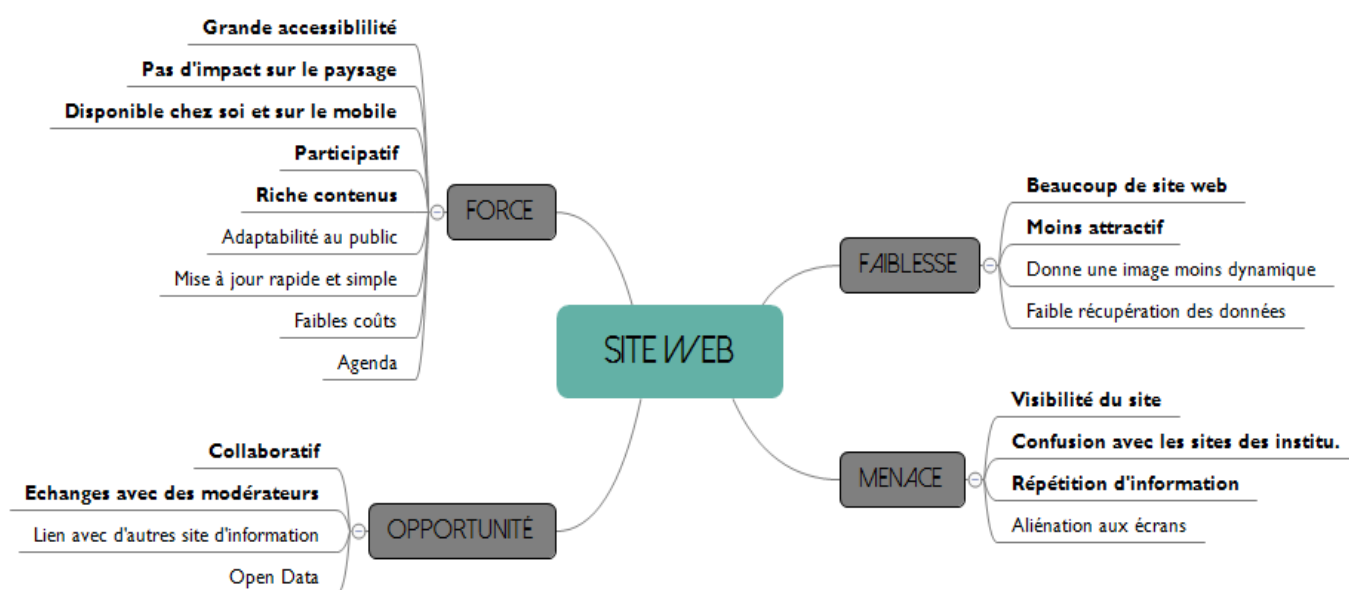 Grande accessiblilité
Pas d'impact sur le paysage
Disponible chez soi et sur le mobile
Participatif
Riche contenus
Adaptabilité au public
Mise à jour rapide et simple
Faibles coûts
Agenda
FORCE
Collaboratif
Echanges avec des modérateurs
Lien avec d'autres site d'information
Open Data
OPPORTUNITÉ
SITE WEB
FAIBLESSE
Beaucoup de site web
Moins attractif
Donne une image moins dynamique
Faible récupération des données
MENACE
Visibilité du site
Confusion avec les sites des institu.
Répétition d'information
Aliénation aux écrans